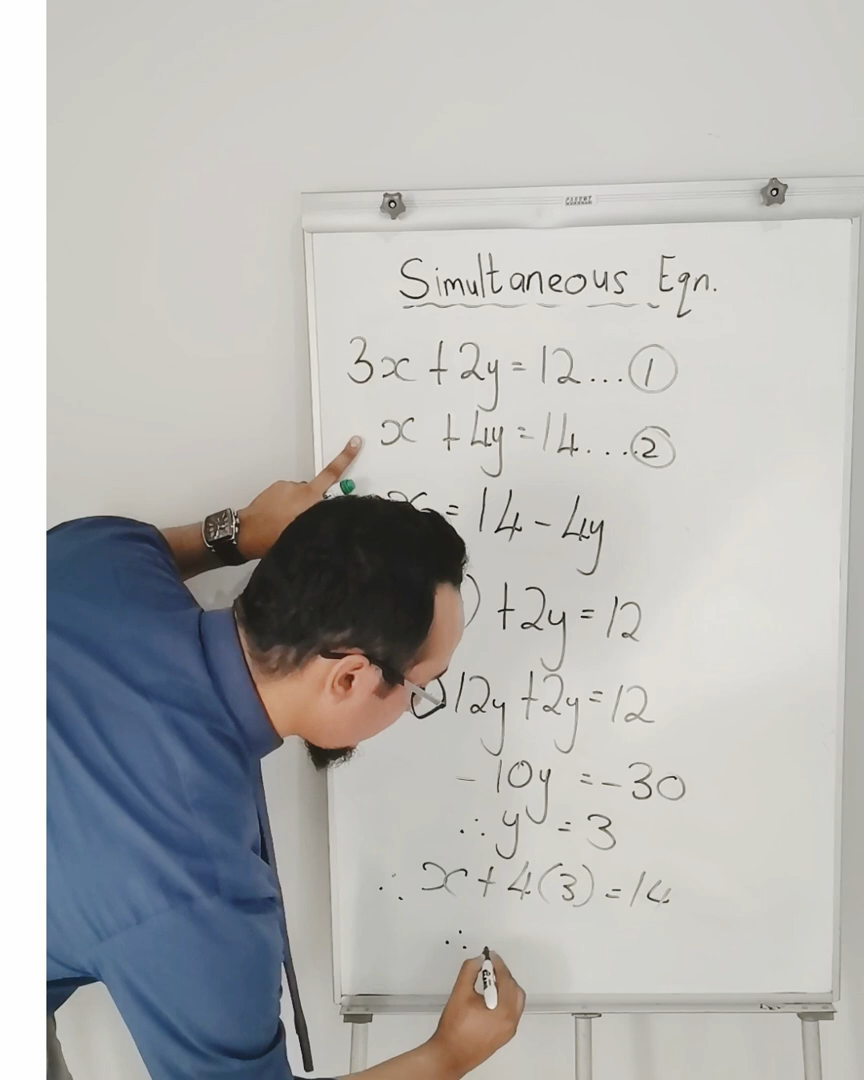 Simultaneous Eqn.
3x + 2y = 12 ... ①
x + 4y = 14 ... ②
x = 14 - 4y
) + 2y = 12
12y + 2y = 12
- 10y = -30
∴ y = 3
∴ x + 4(3) = 14
∴